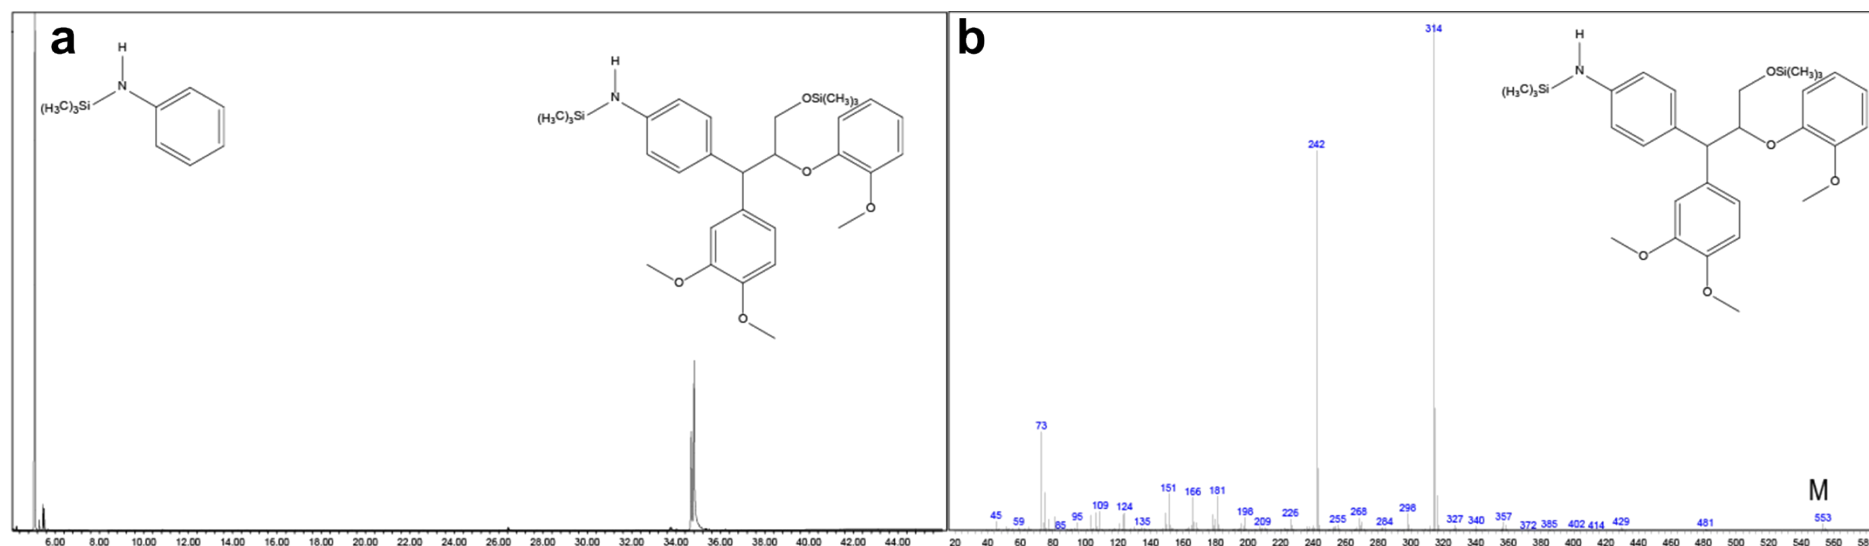 a
H
N
(H3C)3Si
H
N
(H3C)3Si
OSi(CH3)3
O
O
O
O
6.00 8.00 10.00 12.00 14.00 16.00 18.00 20.00 22.00 24.00 26.00 28.00 30.00 32.00 34.00 36.00 38.00 40.00 42.00 44.00
b
314
H
N
(H3C)3Si
OSi(CH3)3
O
O
O
O
242
73
45
59
85
95
109
124
135
151
166
181
198
209
226
255
268
284
298
327
340
357
372
385
402
414
429
481
M
553
20 40 60 80 100 120 140 160 180 200 220 240 260 280 300 320 340 360 380 400 420 440 460 480 500 520 540 560